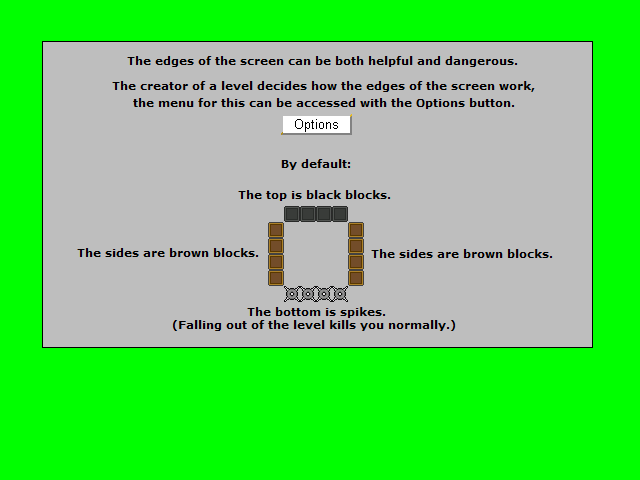 The edges of the screen can be both helpful and dangerous.
The creator of a level decides how the edges of the screen work,
the menu for this can be accessed with the Options button.
Options
By default:
The top is black blocks.
The sides are brown blocks.
The sides are brown blocks.
The bottom is spikes.
(Falling out of the level kills you normally.)